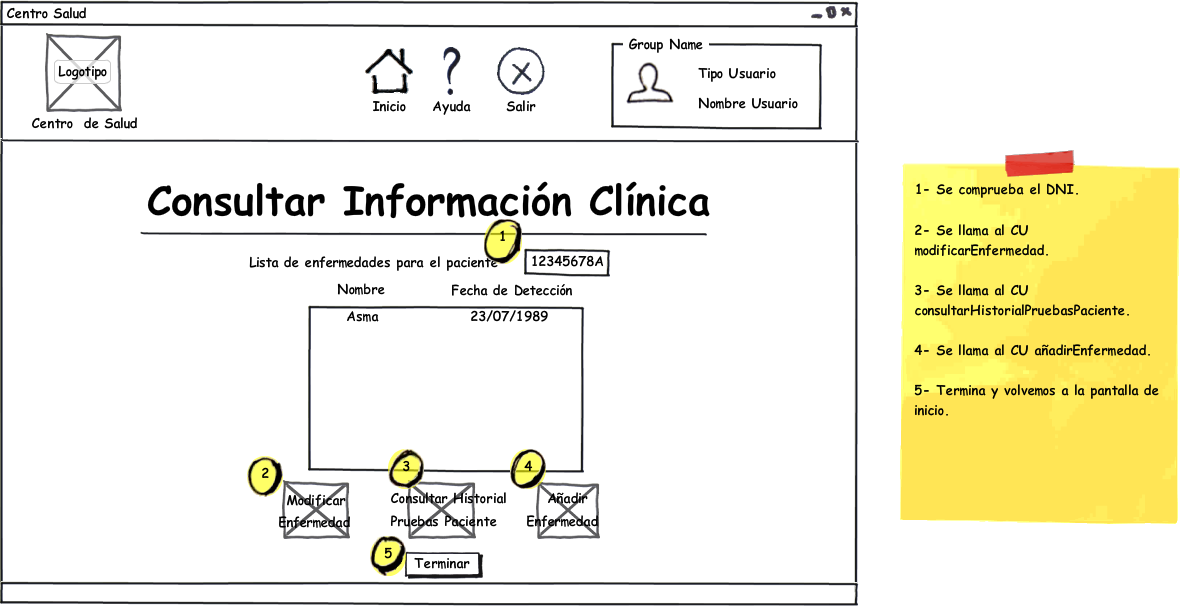 Centro Salud
Logotipo
Centro de Salud
Inicio
Ayuda
Salir
Group Name
Tipo Usuario
Nombre Usuario
Consultar Información Clínica
1
Lista de enfermedades para el paciente
12345678A
Nombre Fecha de Detección
Asma 23/07/1989
2
Modificar
Enfermedad
3
Consultar Historial
Pruebas Paciente
4
Añadir
Enfermedad
5
Terminar
1- Se comprueba el DNI.
2- Se llama al CU
modificarEnfermedad.
3- Se llama al CU
consultarHistorialPruebasPaciente.
4- Se llama al CU añadirEnfermedad.
5- Termina y volvemos a la pantalla de
inicio.